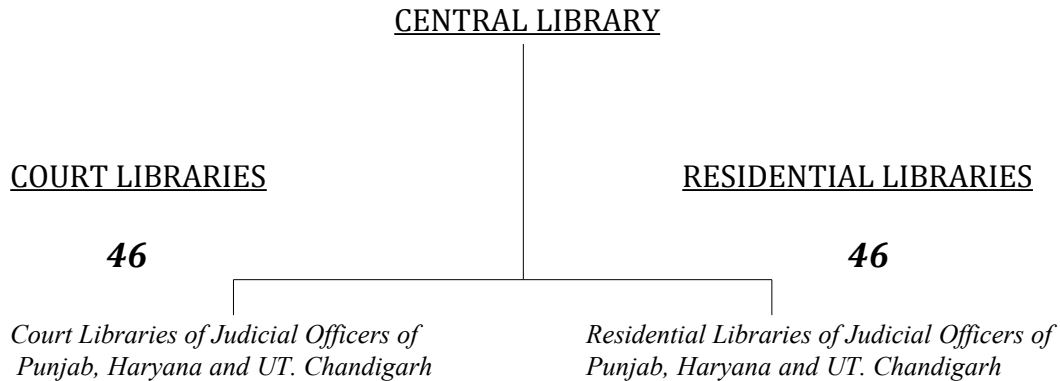 CENTRAL LIBRARY
COURT LIBRARIES
RESIDENTIAL LIBRARIES
46
46
Court Libraries of Judicial Officers of
Punjab, Haryana and UT. Chandigarh
Residential Libraries of Judicial Officers of
Punjab, Haryana and UT. Chandigarh